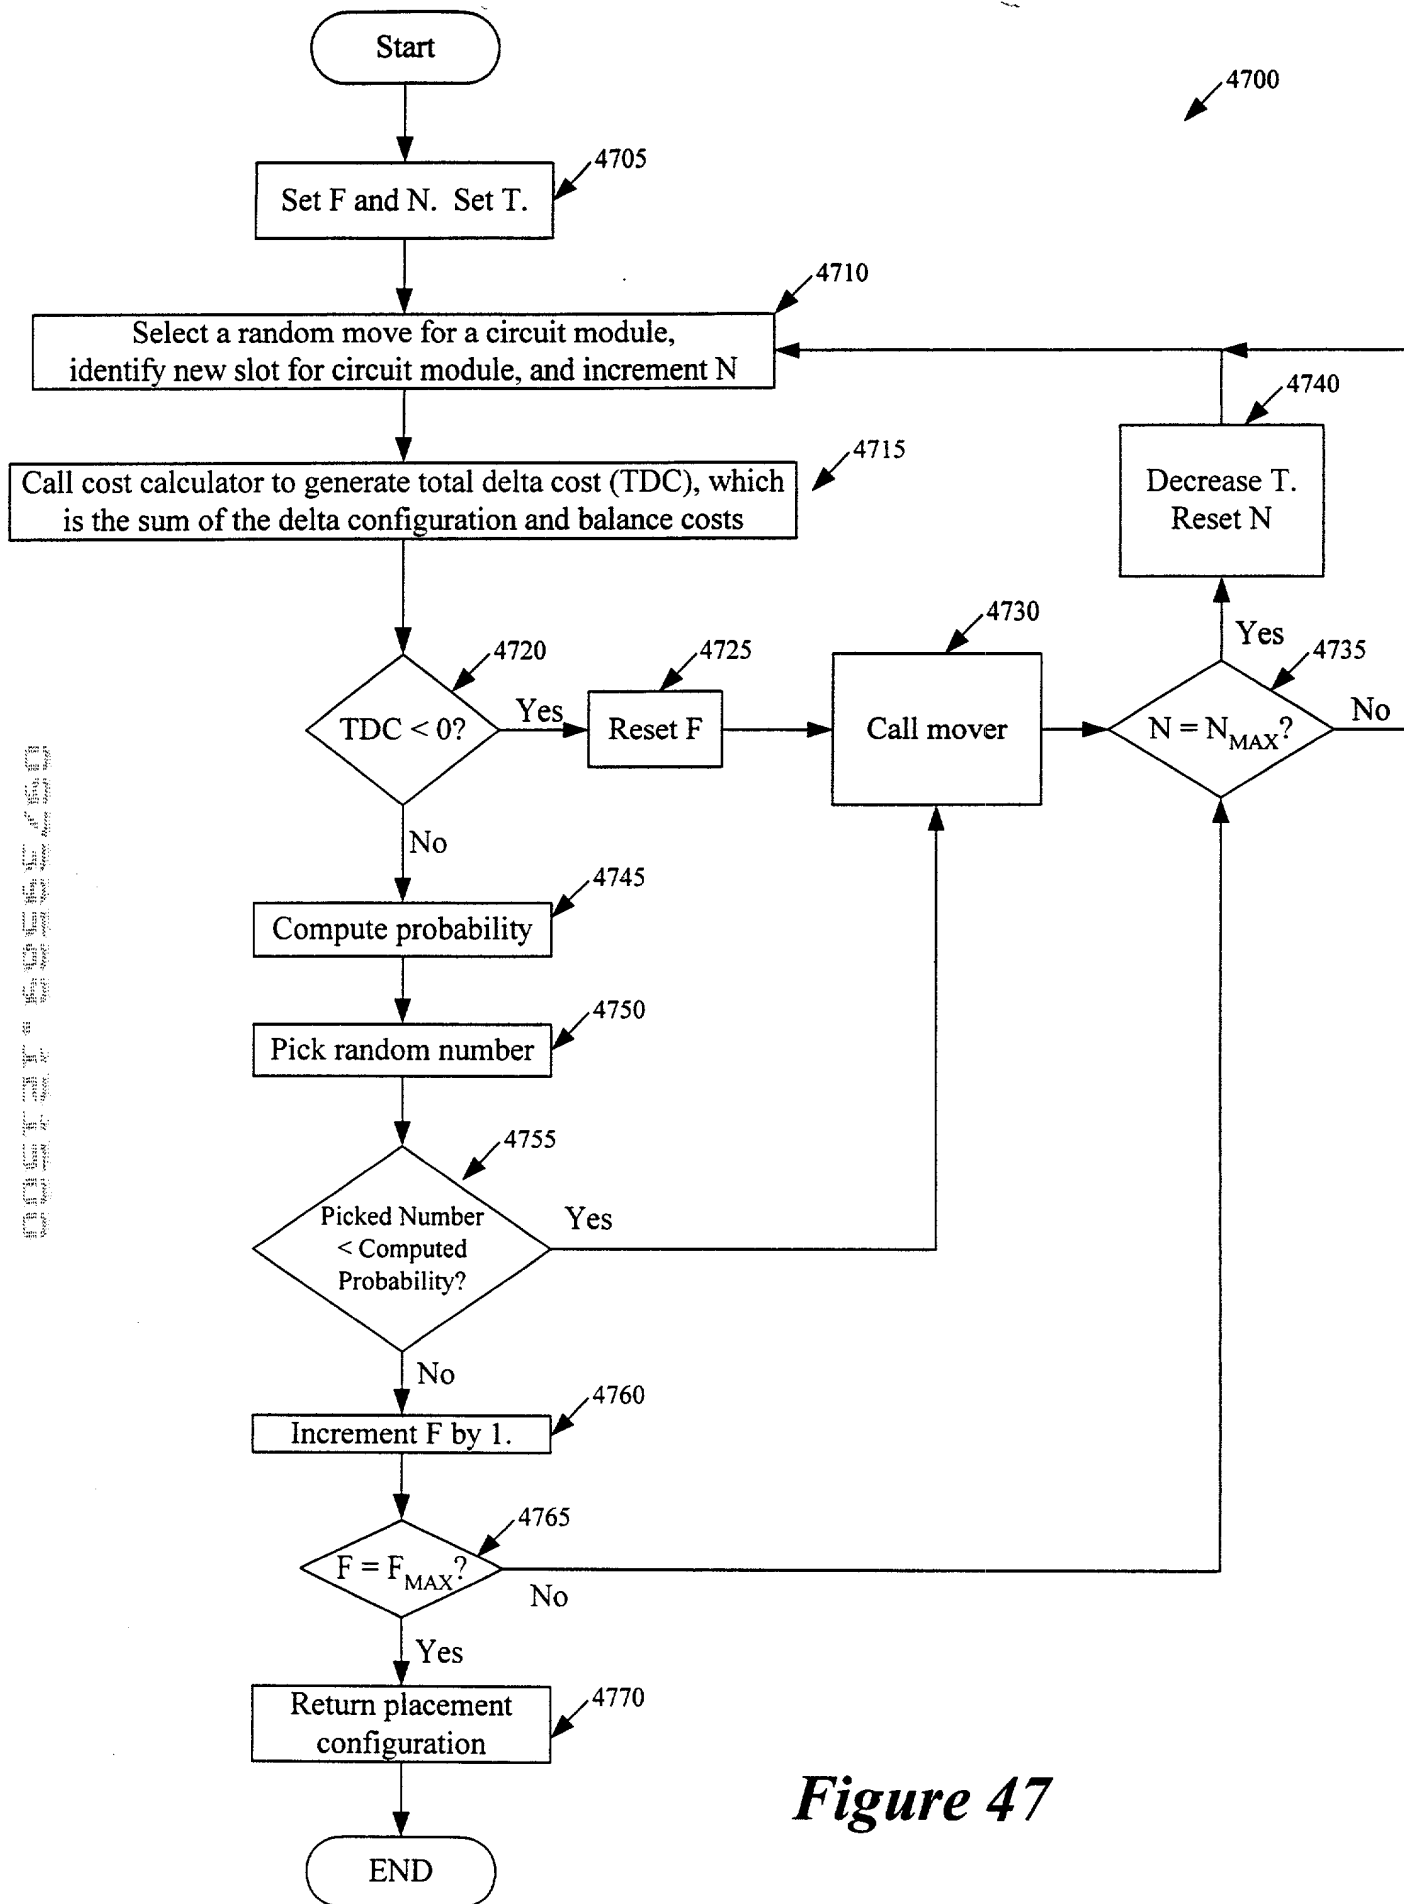 Start
4700
4705
Set F and N. Set T.
4710
Select a random move for a circuit module,
identify new slot for circuit module, and increment N
4740
Decrease T.
Reset N
4715
Call cost calculator to generate total delta cost (TDC), which
is the sum of the delta configuration and balance costs
4720
TDC < 0?
Yes
4725
Reset F
4730
Call mover
Yes
4735
N = NMAX?
No
No
4745
Compute probability
4750
Pick random number
4755
Picked Number
< Computed
Probability?
Yes
No
4760
Increment F by 1.
4765
F = FMAX?
No
Yes
4770
Return placement
configuration
END
Figure 47